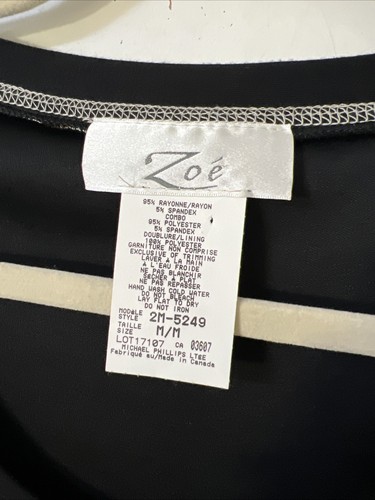 Zoé
95% RAYONNE/RAYON
5% SPANDEX
COMBO
95% POLYESTER
5% SPANDEX
DOUBLURE/LINING
100% POLYESTER
GARNITURE NON COMPRISE
EXCLUSIVE OF TRIMMING
LAVER A LA MAIN
A L'EAU FROIDE
NE PAS BLANCHIR
SECHER A PLAT
NE PAS REPASSER
HAND WASH COLD WATER
DO NOT BLEACH
LAY FLAT TO DRY
DO NOT IRON
MODèLE
STYLE 2M-5249
TAILLE
SIZE M/M
LOT17107 CA 03607
MICHAEL PHILLIPS LTéE
Fabriqué au/Made in Canada